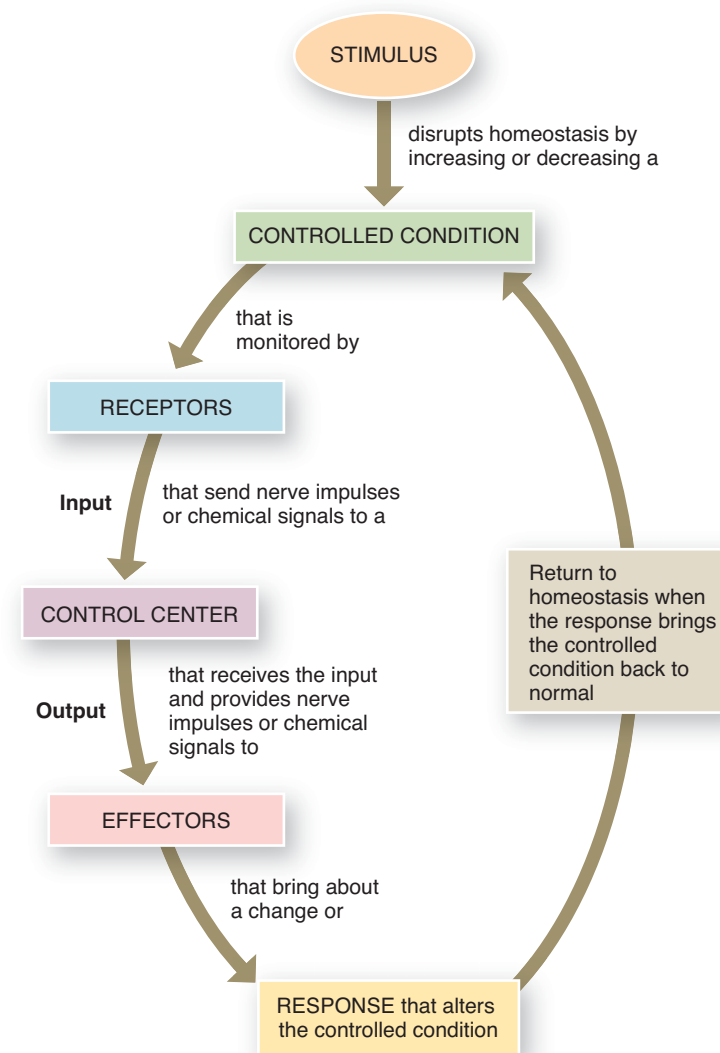 STIMULUS
disrupts homeostasis by
increasing or decreasing a
CONTROLLED CONDITION
that is
monitored by
RECEPTORS
Input
that send nerve impulses
or chemical signals to a
CONTROL CENTER
Output
that receives the input
and provides nerve
impulses or chemical
signals to
EFFECTORS
that bring about
a change or
RESPONSE that alters
the controlled condition
Return to
homeostasis when
the response brings
the controlled
condition back to
normal